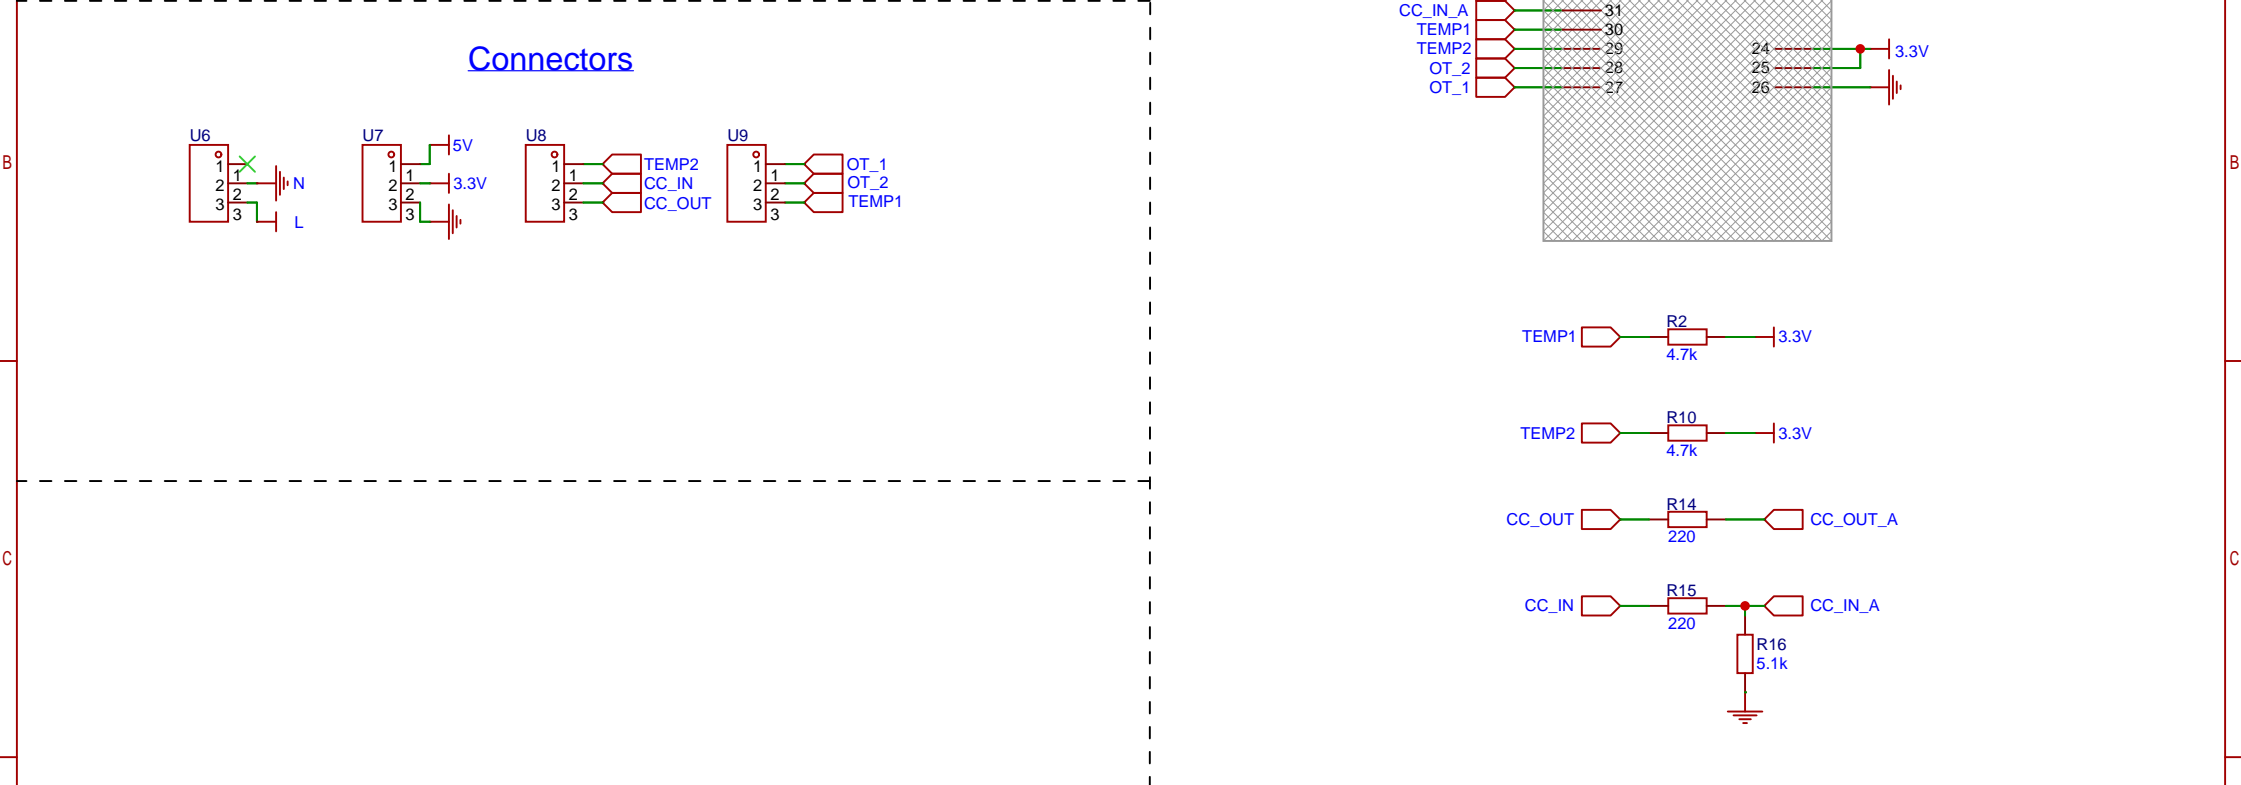 CC_IN_A 31
TEMP1 30
TEMP2 29 24 3.3V
OT_2 28 25
OT_1 27 26
Connectors
U6 U7 U8 U9
B B
1 1
2 2 N
3 3 L
1 1 5V
2 2 3.3V
3 3
1 1 TEMP2
2 2 CC_IN
3 3 CC_OUT
1 1 OT_1
2 2 OT_2
3 3 TEMP1
R2
TEMP1 3.3V
4.7k
R10
TEMP2 3.3V
4.7k
R14
CC_OUT CC_OUT_A
220
C C
R15
CC_IN CC_IN_A
220
R16
5.1k